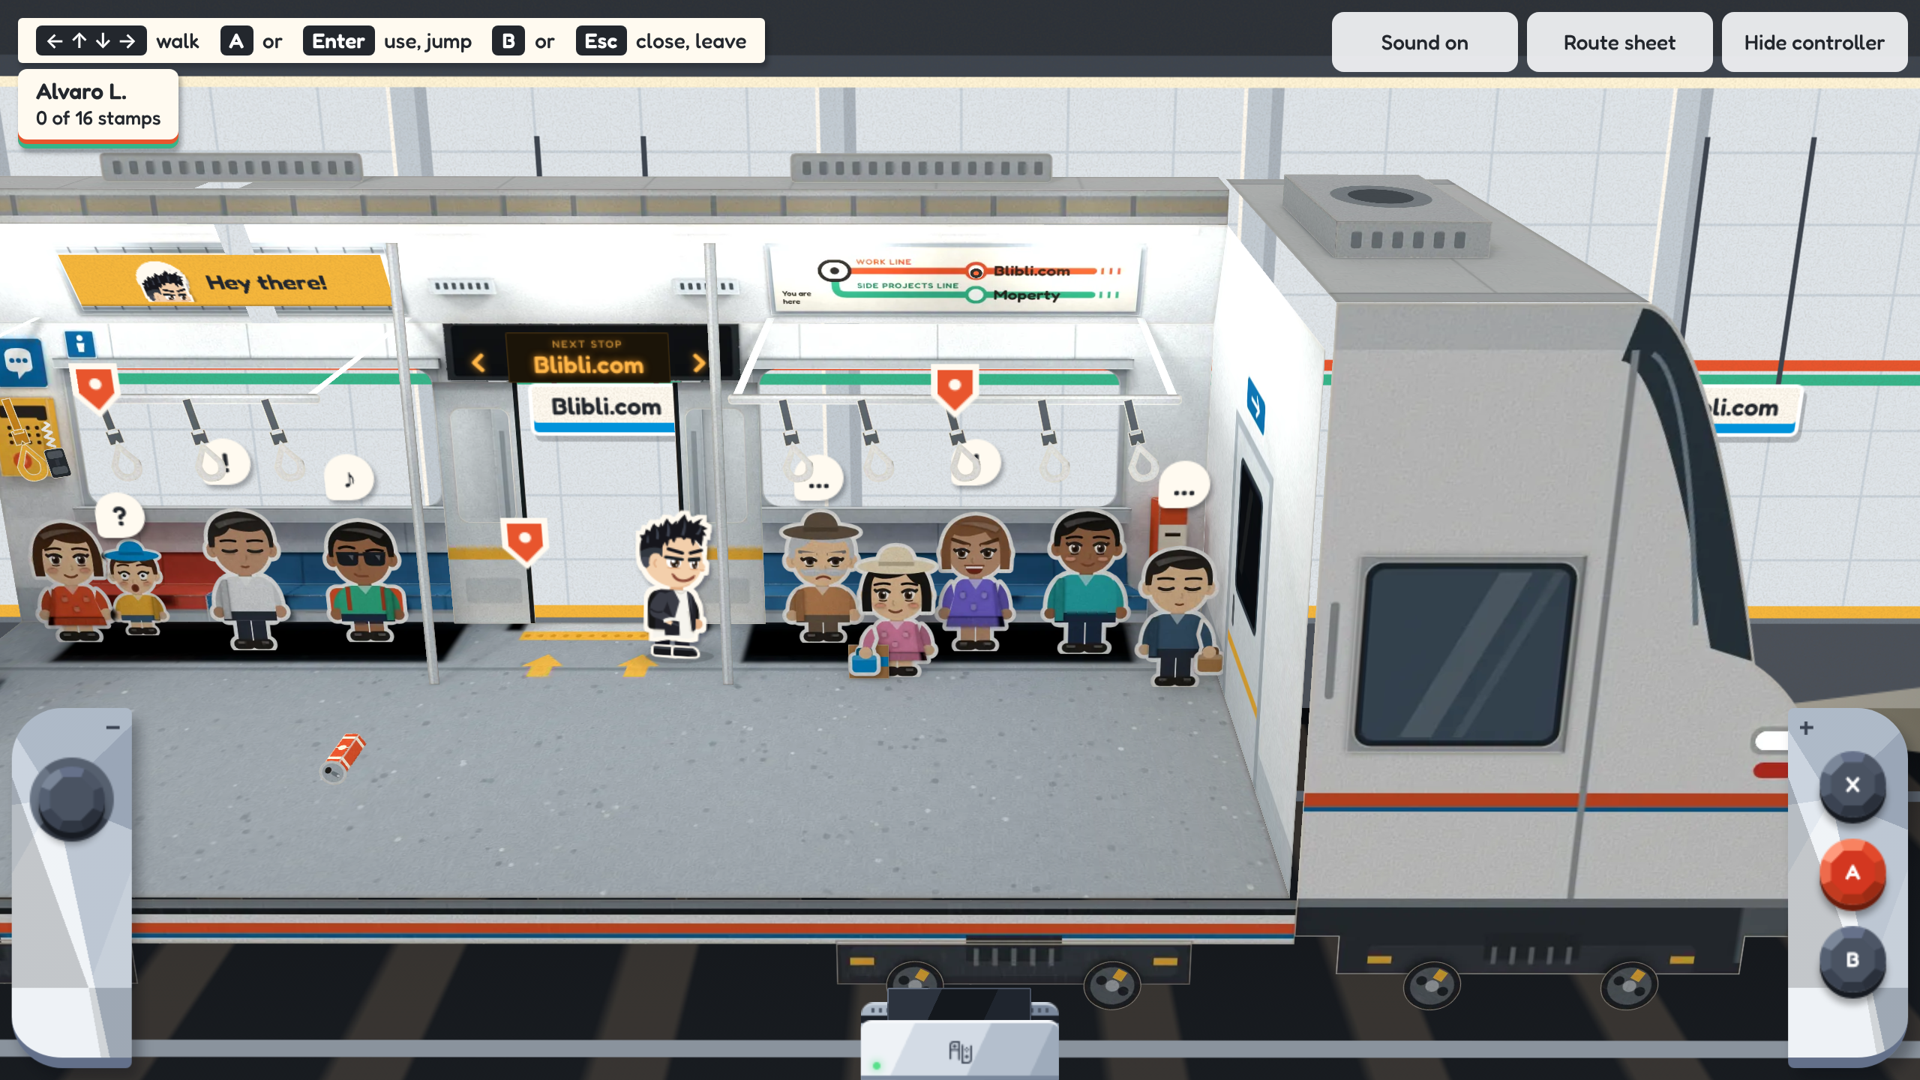 ← ↑ ↓ → walk A or Enter use, jump B or Esc close, leave
Sound on
Route sheet
Hide controller
Alvaro L.
0 of 16 stamps
Hey there!
WORK LINE
Blibli.com
SIDE PROJECTS LINE
You are here
Moperty
NEXT STOP
Blibli.com
Blibli.com
li.com
!
♪
...
...
?
X
A
B